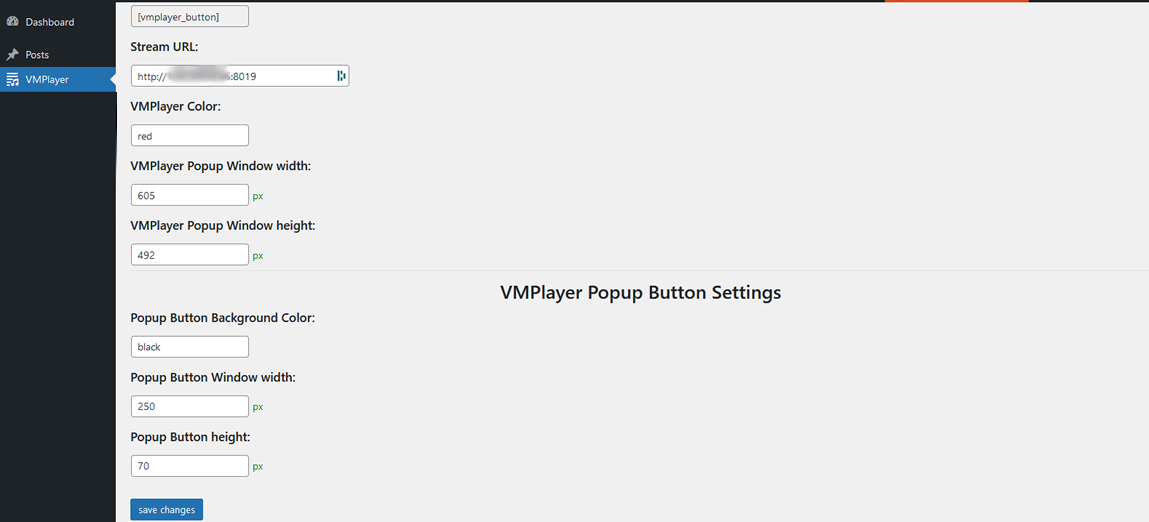 Dashboard
Posts
VMPlayer
[vmplayer_button]
Stream URL:
http:// :8019
VMPlayer Color:
red
VMPlayer Popup Window width:
605 px
VMPlayer Popup Window height:
492 px
VMPlayer Popup Button Settings
Popup Button Background Color:
black
Popup Button Window width:
250 px
Popup Button height:
70 px
save changes